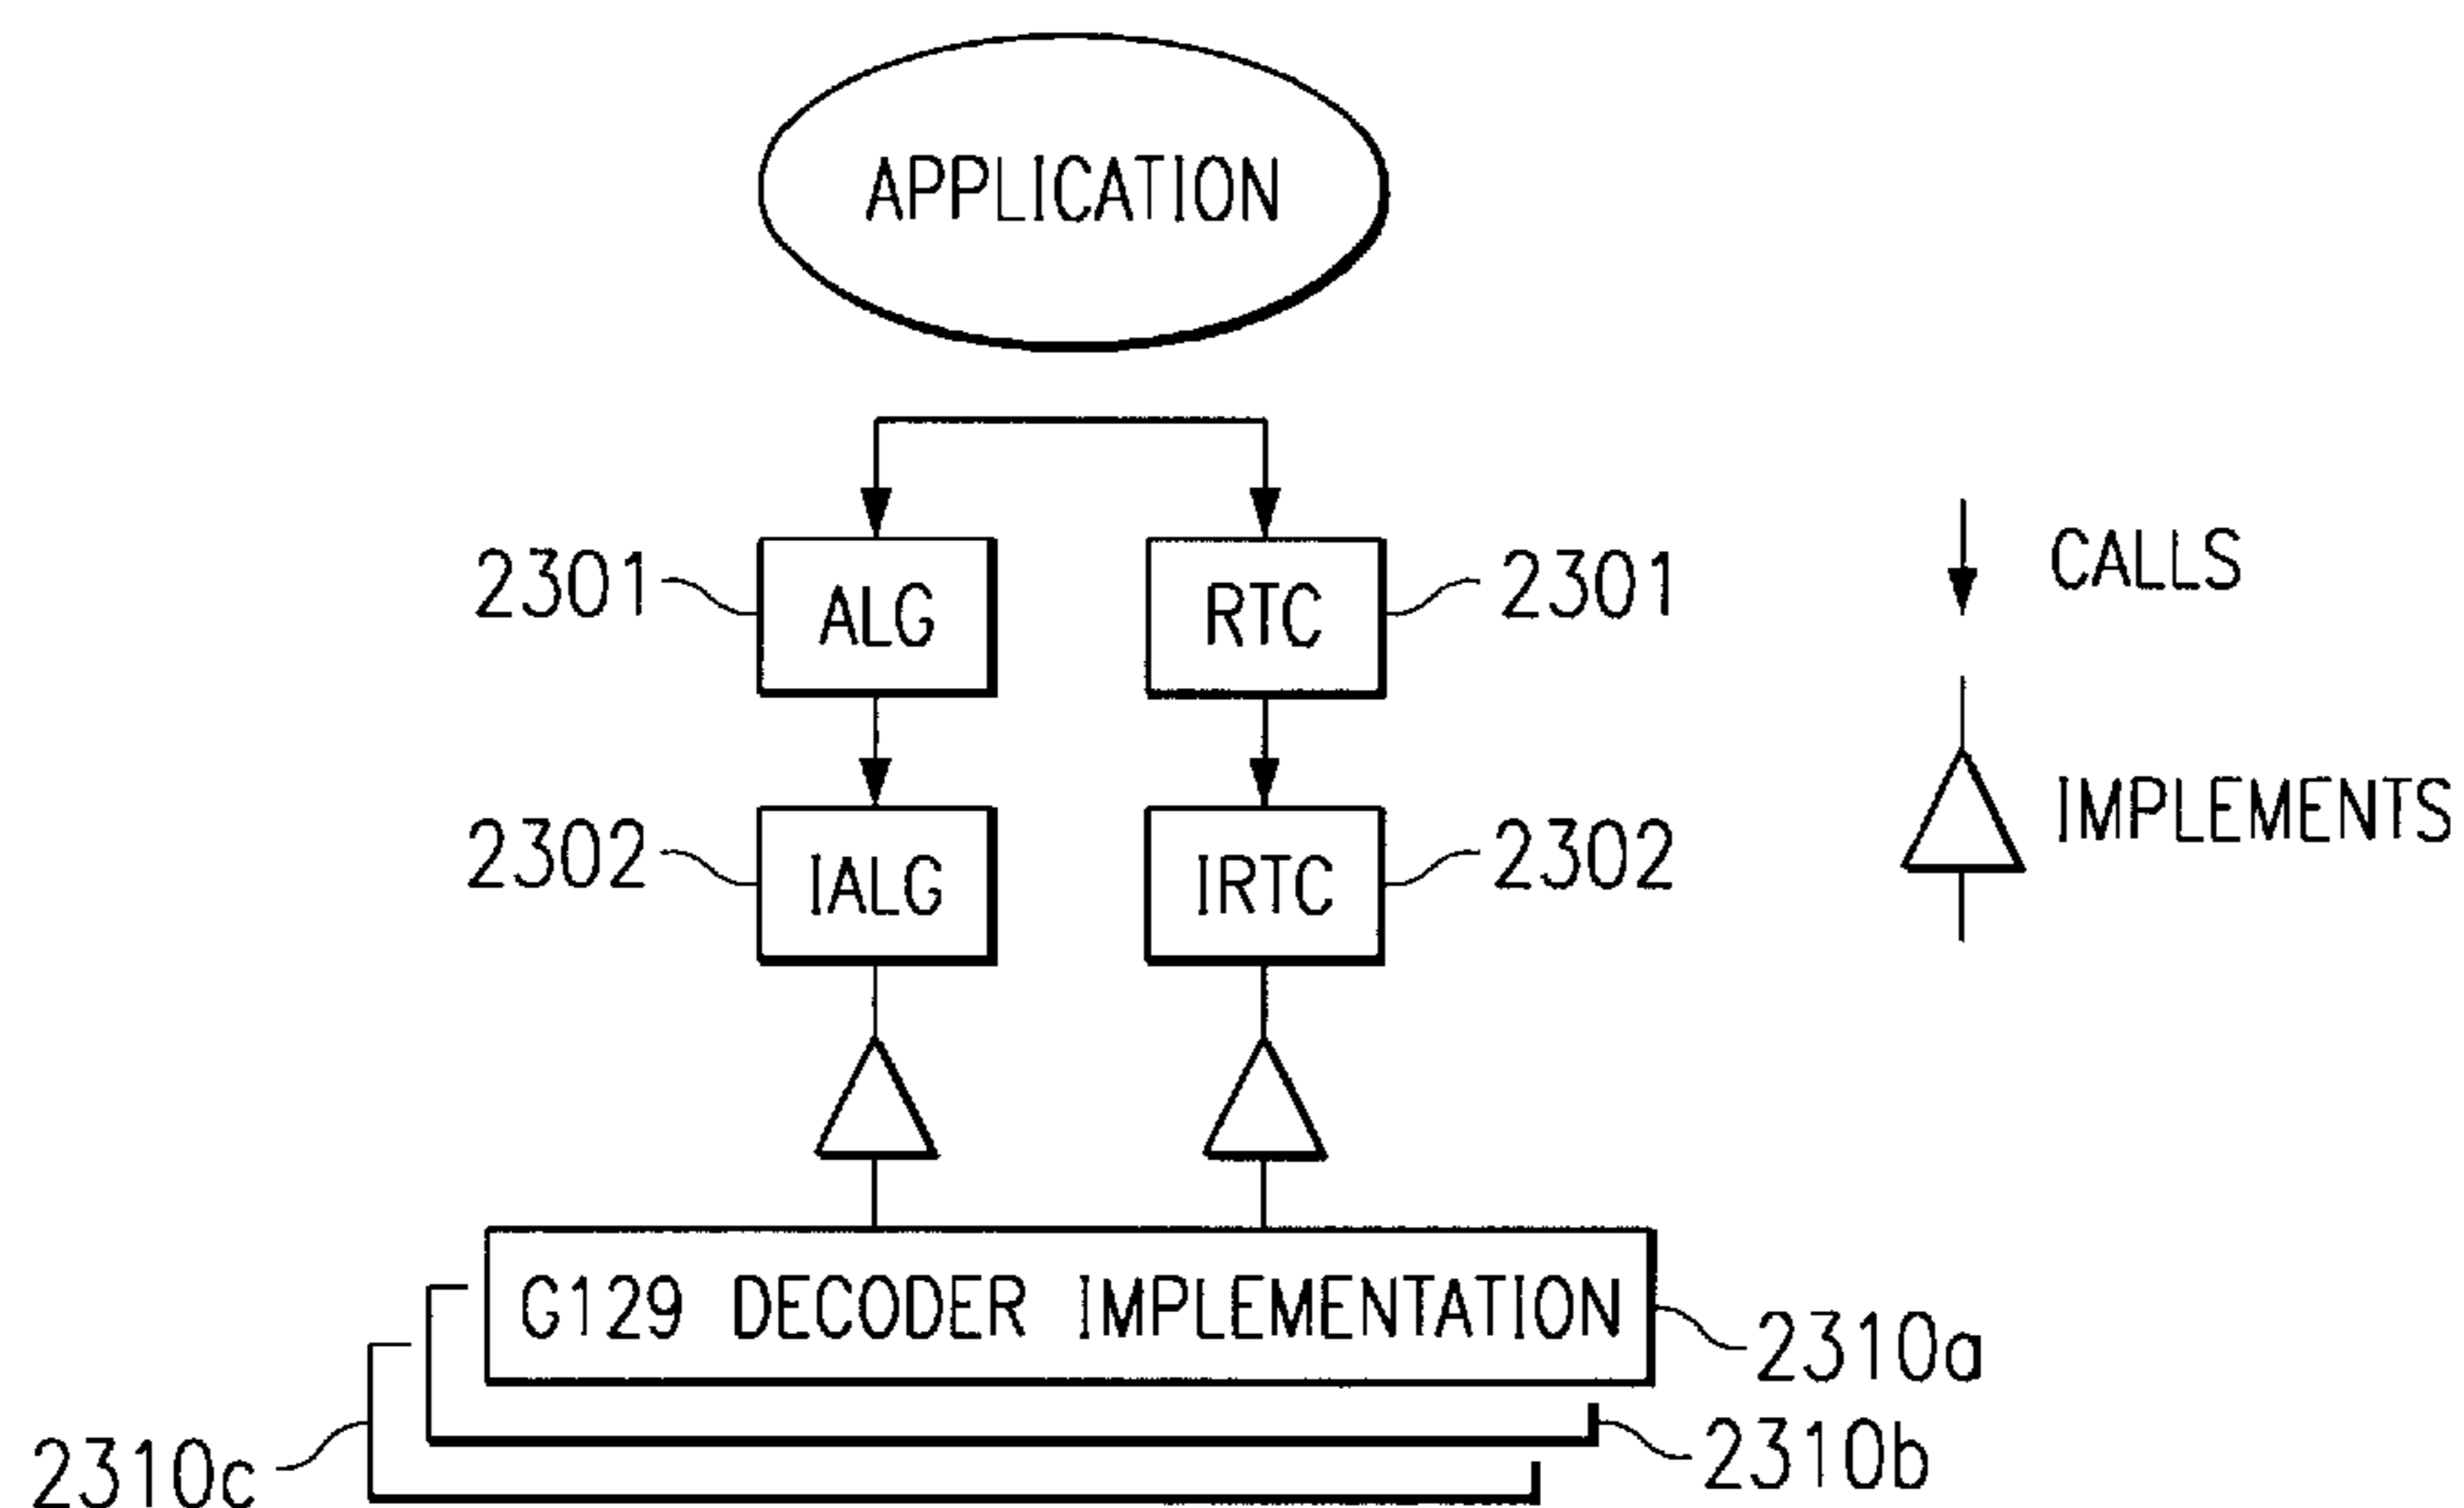 APPLICATION
2301 ALG RTC 2301
CALLS
2302 IALG IRTC 2302
IMPLEMENTS
G129 DECODER IMPLEMENTATION
2310a
2310b
2310c